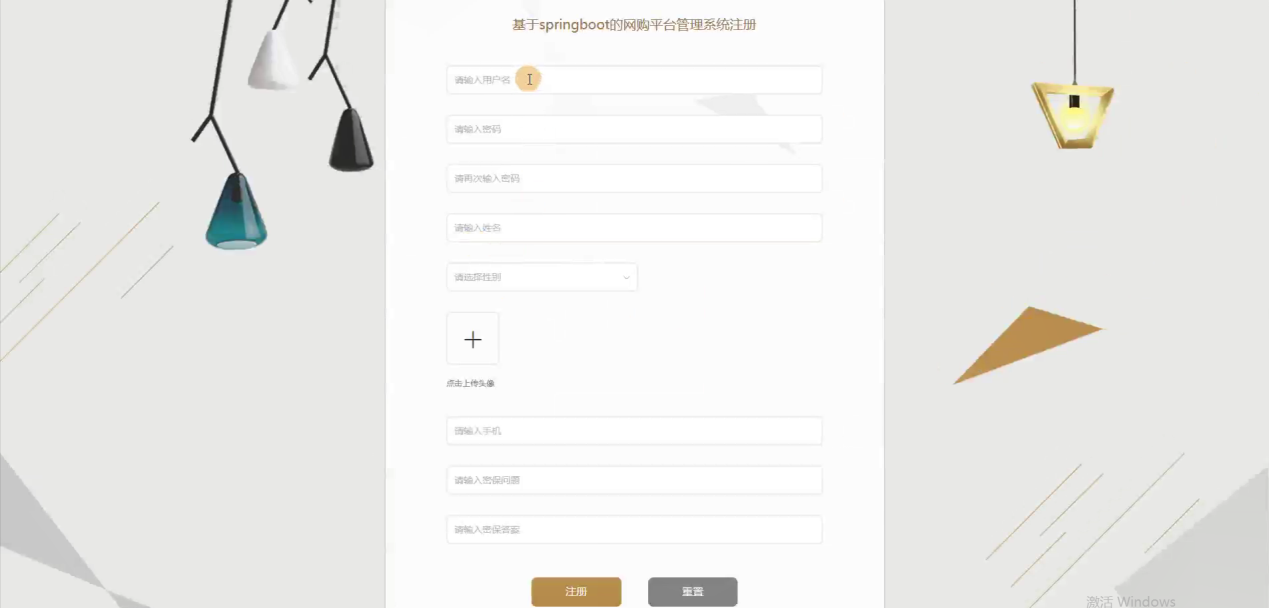 基于springboot的网购平台管理系统注册
请输入用户名
请输入密码
请再次输入密码
请输入姓名
请选择性别
点击上传头像
请输入手机
请输入密保问题
请输入密保答案
注册
重置
激活 Windows